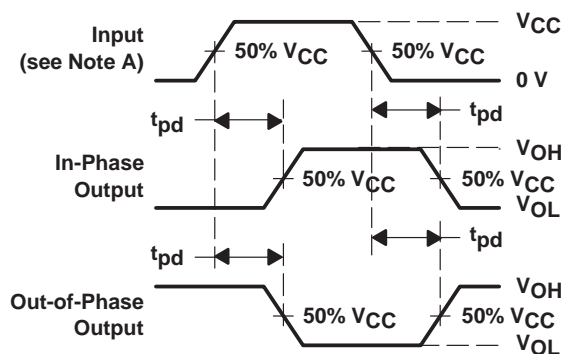 VCC
Input
(see Note A)
50% VCC
50% VCC
0 V
tpd
tpd
VOH
In-Phase
Output
50% VCC
50% VCC
VOL
tpd
tpd
VOH
Out-of-Phase
Output
50% VCC
50% VCC
VOL